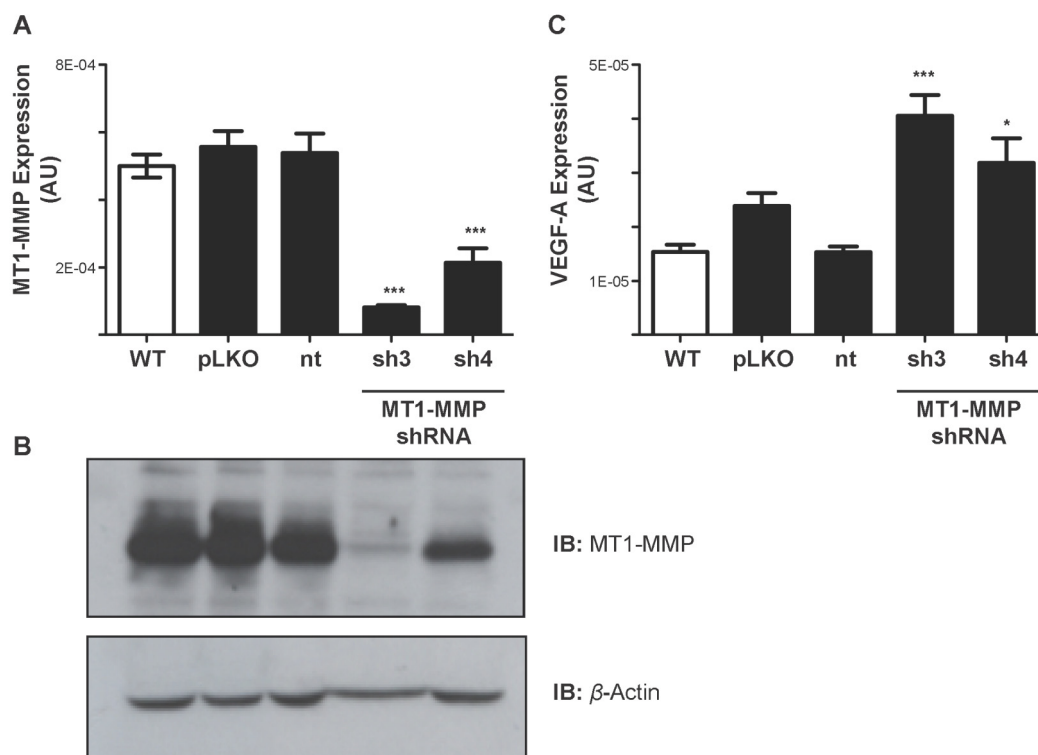 A
MT1-MMP Expression
(AU)
8E-04
2E-04
***
***
WT pLKO nt sh3 sh4
MT1-MMP
shRNA
C
VEGF-A Expression
(AU)
5E-05
1E-05
***
*
WT pLKO nt sh3 sh4
MT1-MMP
shRNA
B
IB: MT1-MMP
IB: β-Actin